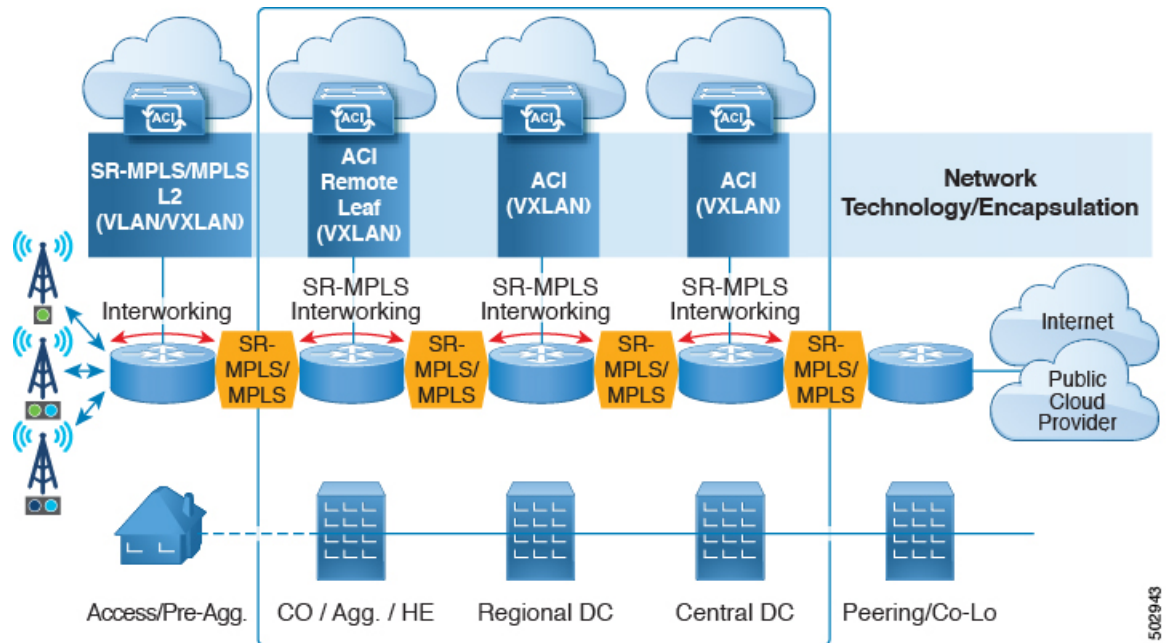 ACI
ACI
ACI
ACI
SR-MPLS/MPLS
L2
(VLAN/VXLAN)
ACI
Remote
Leaf
(VXLAN)
ACI
(VXLAN)
ACI
(VXLAN)
Network
Technology/Encapsulation
Interworking
SR-MPLS
Interworking
SR-MPLS
Interworking
SR-MPLS
Interworking
SR-
MPLS/
MPLS
SR-
MPLS/
MPLS
SR-
MPLS/
MPLS
SR-
MPLS/
MPLS
Internet
Public
Cloud
Provider
Access/Pre-Agg.
CO / Agg. / HE
Regional DC
Central DC
Peering/Co-Lo
502943